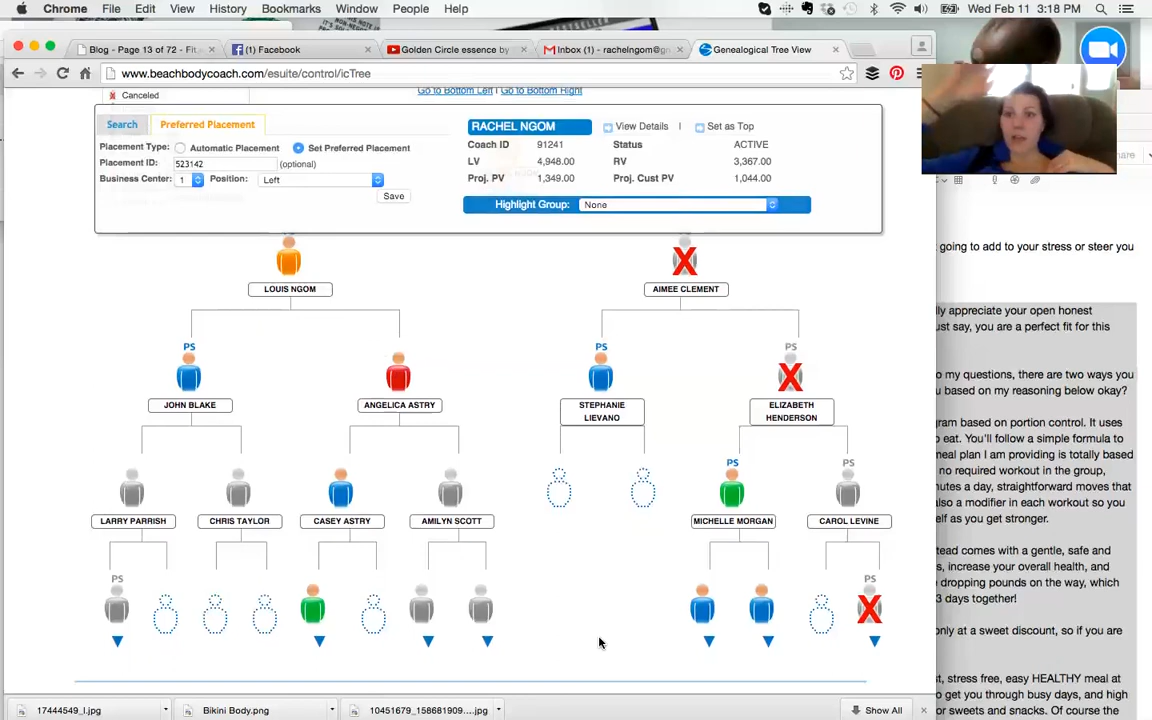 Chrome File Edit View History Bookmarks Window People Help
Wed Feb 11 3:18 PM
Blog - Page 13 of 72 - Fit.
(1) Facebook
Golden Circle essence by
Inbox (1) - rachelngom@g
Genealogical Tree View
www.beachbodycoach.com/esuite/control/icTree
Canceled
Go to Bottom Left | Go to Bottom Right
Search
Preferred Placement
Placement Type: Automatic Placement Set Preferred Placement
Placement ID: 523142 (optional)
Business Center: 1 Position: Left
Save
RACHEL NGOM View Details | Set as Top
Coach ID 91241 Status ACTIVE
LV 4,948.00 RV 3,367.00
Proj. PV 1,349.00 Proj. Cust PV 1,044.00
Highlight Group: None
LOUIS NGOM
AIMEE CLEMENT
PS
PS
PS
JOHN BLAKE
ANGELICA ASTRY
STEPHANIE
LIEVANO
ELIZABETH
HENDERSON
PS
PS
LARRY PARRISH
CHRIS TAYLOR
CASEY ASTRY
AMILYN SCOTT
MICHELLE MORGAN
CAROL LEVINE
PS
PS
17444549_l.jpg
Bikini Body.png
10451679_158681909....jpg
Show All
going to add to your stress or steer you
ly appreciate your open honest
ust say, you are a perfect fit for this
o my questions, there are two ways you
u based on my reasoning below okay?
gram based on portion control. It uses
o eat. You'll follow a simple formula to
meal plan I am providing is totally based
no required workout in the group,
nutes a day, straightforward moves that
also a modifier in each workout so you
elf as you get stronger.
tead comes with a gentle, safe and
s, increase your overall health, and
e dropping pounds on the way, which
3 days together!
only at a sweet discount, so if you are
st, stress free, easy HEALTHY meal at
o get you through busy days, and high
or sweets and snacks. Of course the